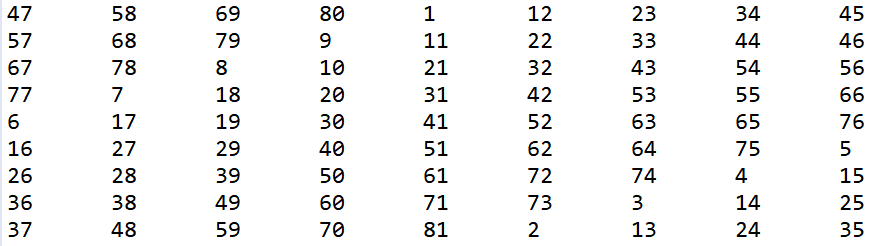 47 58 69 80 1 12 23 34 45
57 68 79 9 11 22 33 44 46
67 78 8 10 21 32 43 54 56
77 7 18 20 31 42 53 55 66
6 17 19 30 41 52 63 65 76
16 27 29 40 51 62 64 75 5
26 28 39 50 61 72 74 4 15
36 38 49 60 71 73 3 14 25
37 48 59 70 81 2 13 24 35